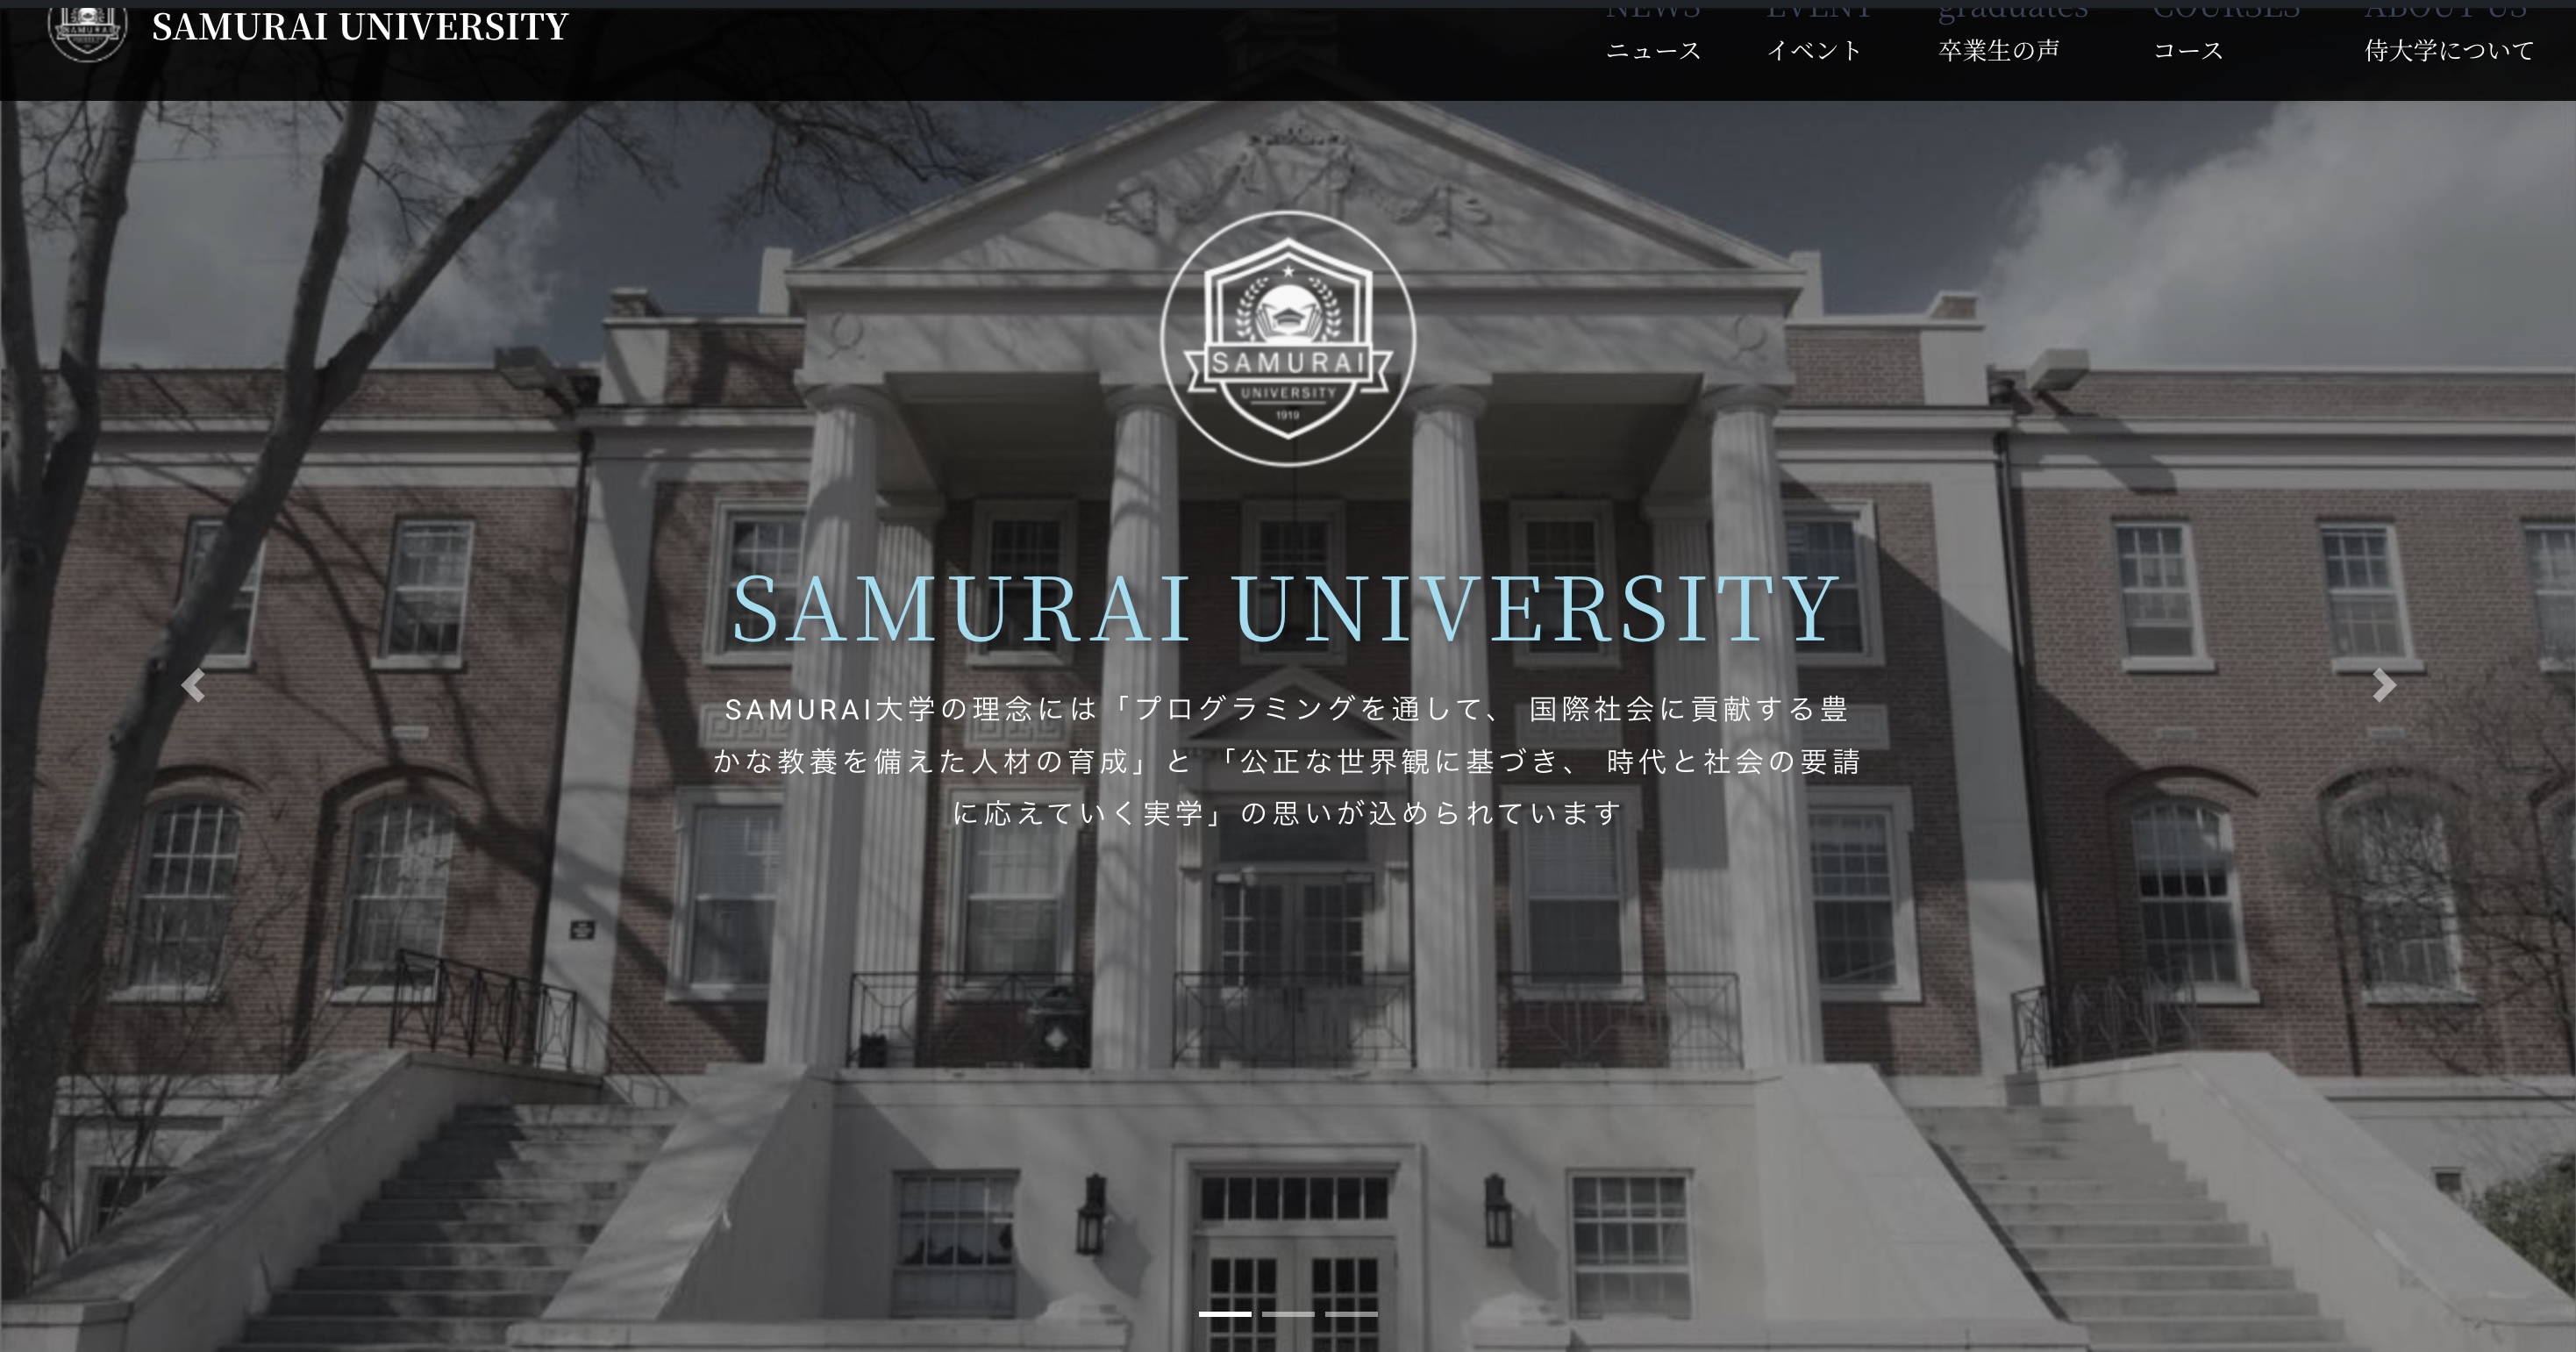 SAMURAI UNIVERSITY
NEWS EVENT graduates COURSES ABOUT US
ニュース イベント 卒業生の声 コース 侍大学について
SAMURAI
UNIVERSITY
1919
SAMURAI UNIVERSITY
SAMURAI大学の理念には「プログラミングを通して、 国際社会に貢献する豊
かな教養を備えた人材の育成」と 「公正な世界観に基づき、 時代と社会の要請
に応えていく実学」の思いが込められています